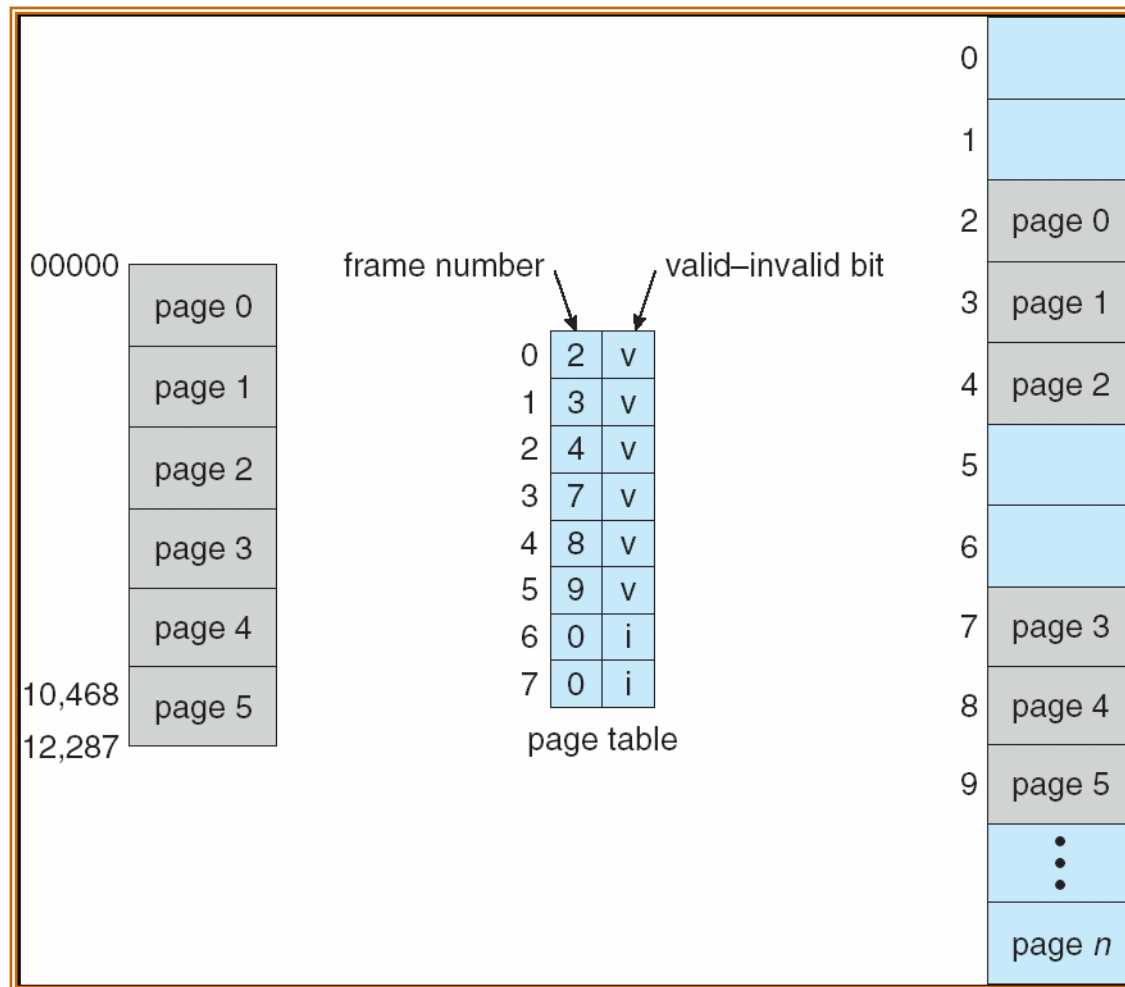 00000
page 0
page 1
page 2
page 3
page 4
10,468
page 5
12,287
frame number
valid–invalid bit
0 2 v
1 3 v
2 4 v
3 7 v
4 8 v
5 9 v
6 0 i
7 0 i
page table
0
1
2 page 0
3 page 1
4 page 2
5
6
7 page 3
8 page 4
9 page 5
page n